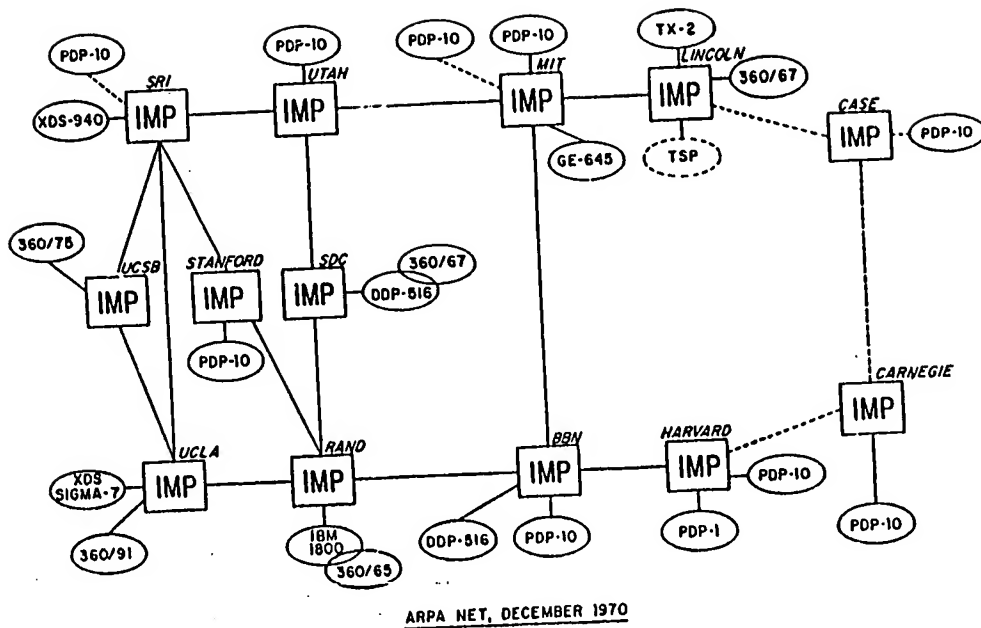 PDP-10
SRI
IMP
XDS-940
PDP-10
UTAH
IMP
PDP-10
PDP-10
MIT
IMP
GE-645
TX-2
LINCOLN
IMP
360/67
TSP
CASE
IMP
PDP-10
360/75
UCSB
IMP
STANFORD
IMP
PDP-10
SDC
IMP
360/67
DDP-516
CARNEGIE
IMP
PDP-10
UCLA
IMP
XDS
SIGMA-7
360/91
RAND
IMP
IBM
1800
360/65
BBN
IMP
DDP-516
PDP-10
HARVARD
IMP
PDP-10
PDP-1
ARPA NET, DECEMBER 1970